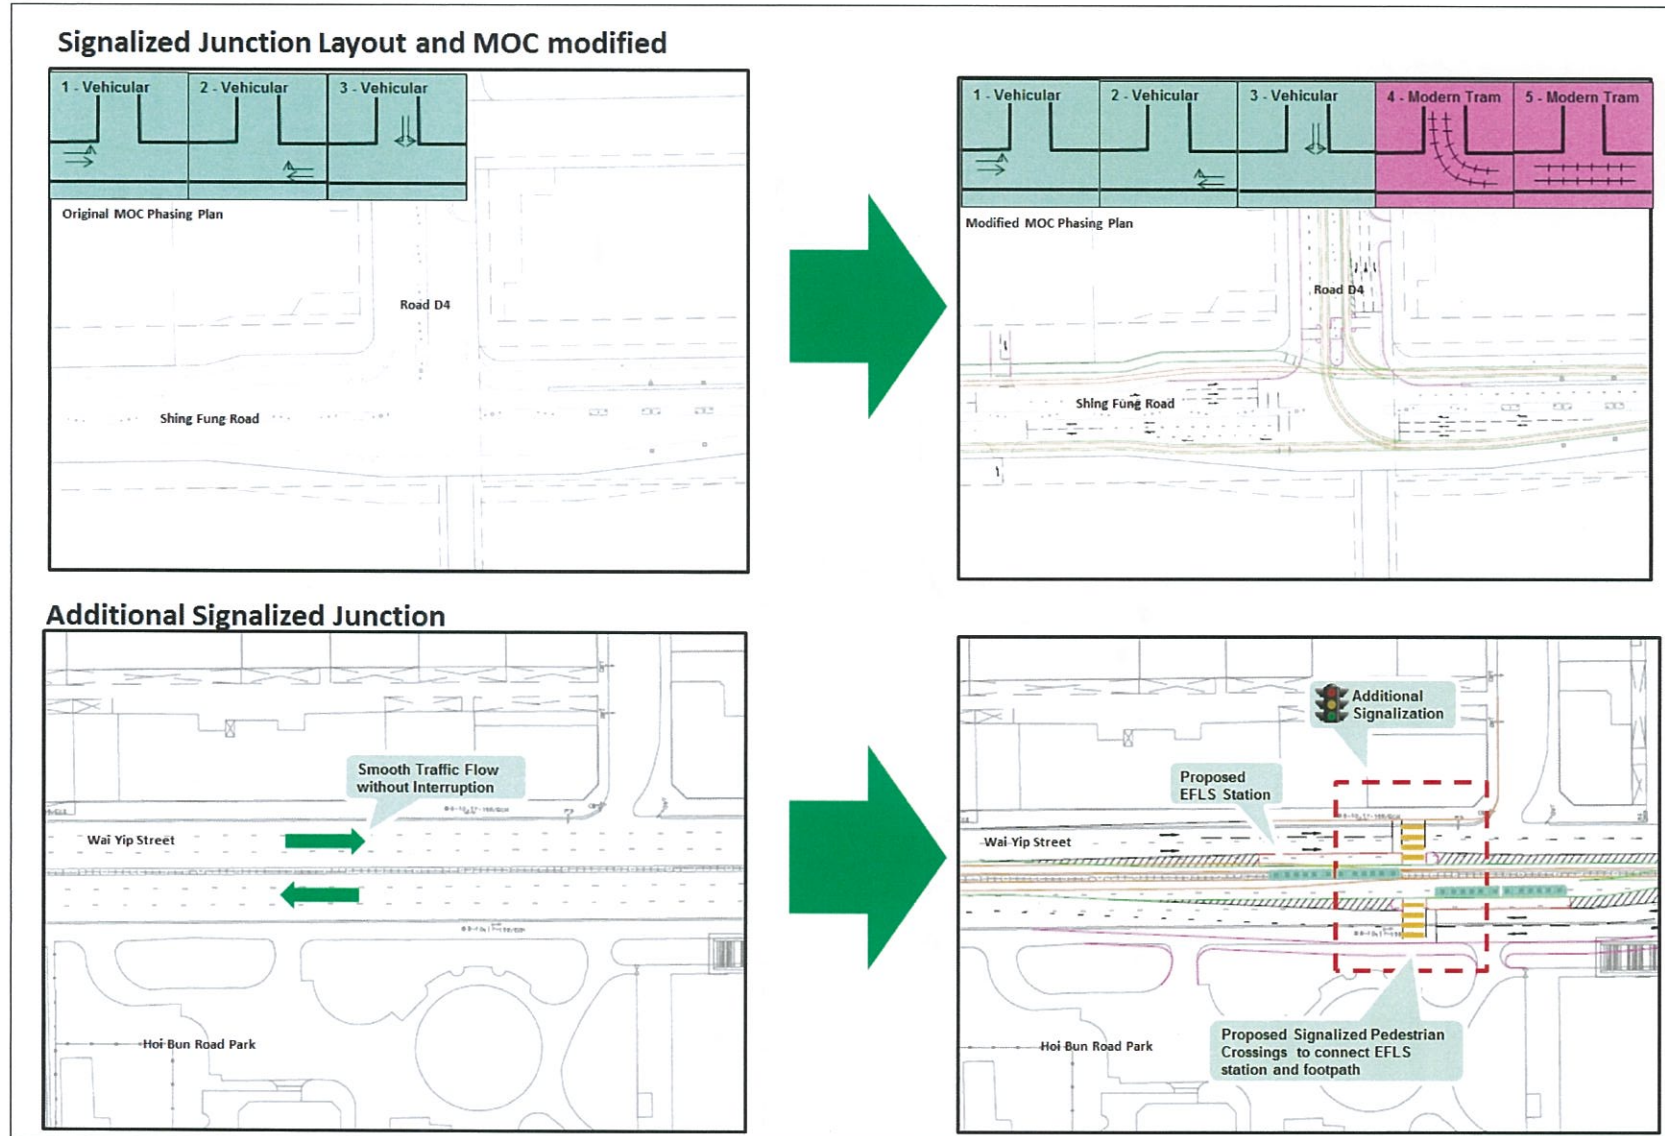 Signalized Junction Layout and MOC modified
1 - Vehicular
2 - Vehicular
3 - Vehicular
Original MOC Phasing Plan
Road D4
Shing Fung Road
1 - Vehicular
2 - Vehicular
3 - Vehicular
4 - Modern Tram
5 - Modern Tram
Modified MOC Phasing Plan
Road D4
Shing Fung Road
Additional Signalized Junction
Smooth Traffic Flow
without Interruption
Wai Yip Street
Hoi Bun Road Park
Additional
Signalization
Proposed
EFLS Station
Wai Yip Street
Hoi Bun Road Park
Proposed Signalized Pedestrian
Crossings to connect EFLS
station and footpath